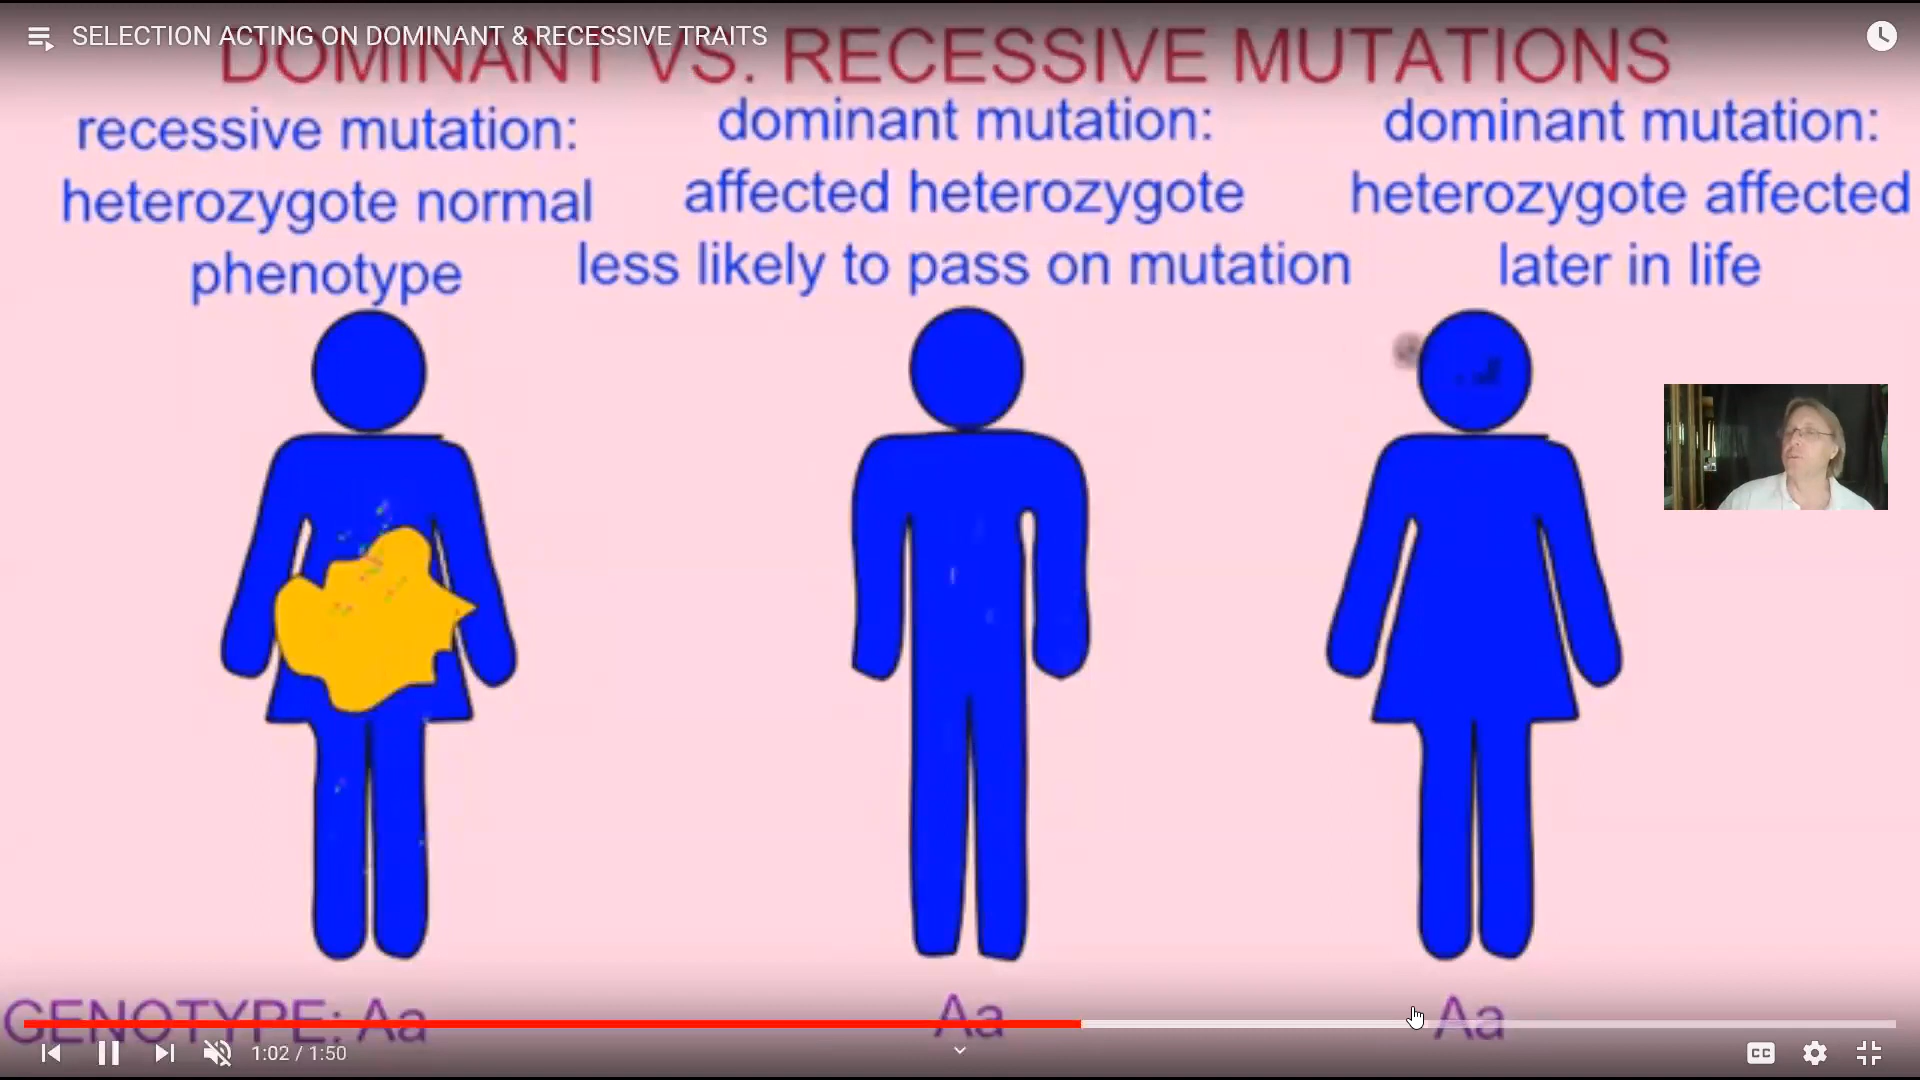 SELECTION ACTING ON DOMINANT & RECESSIVE TRAITS
DOMINANT VS. RECESSIVE MUTATIONS
recessive mutation:
heterozygote normal
phenotype
dominant mutation:
affected heterozygote
less likely to pass on mutation
dominant mutation:
heterozygote affected
later in life
GENOTYPE: Aa
Aa
Aa
1:02 / 1:50
CC